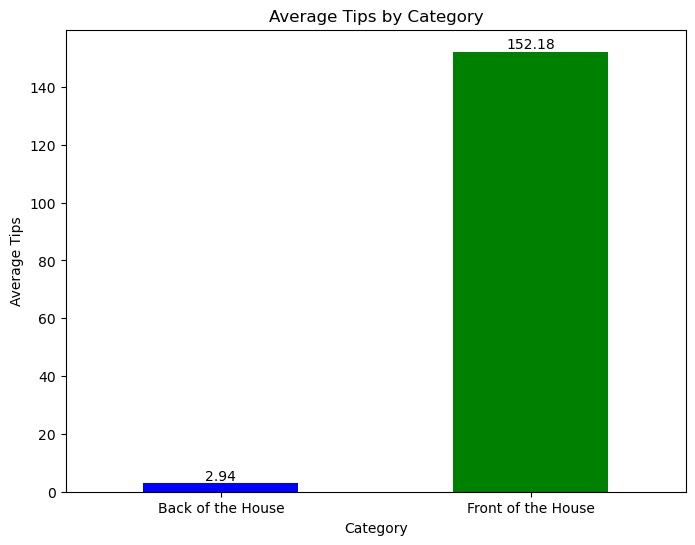 Average Tips by Category
152.18
140
120
100
80
60
40
20
0
Average Tips
2.94
Back of the House
Front of the House
Category